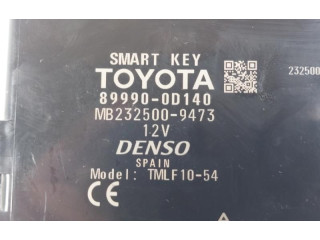 SMART KEY
TOYOTA
89990-0D140
MB232500-9473
12V
DENSO
SPAIN
Model: TMLF10-54
CE
232500